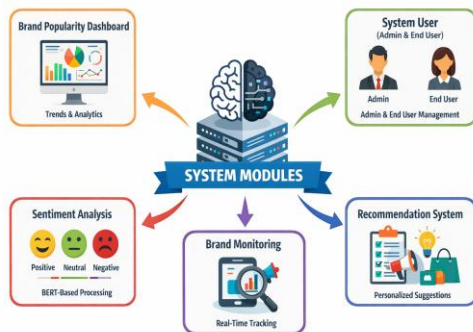 Brand Popularity Dashboard
Trends & Analytics
System User
(Admin & End User)
Admin
End User
Admin & End User Management
SYSTEM MODULES
Sentiment Analysis
Positive
Neutral
Negative
BERT-Based Processing
Brand Monitoring
Real-Time Tracking
Recommendation System
Personalized Suggestions